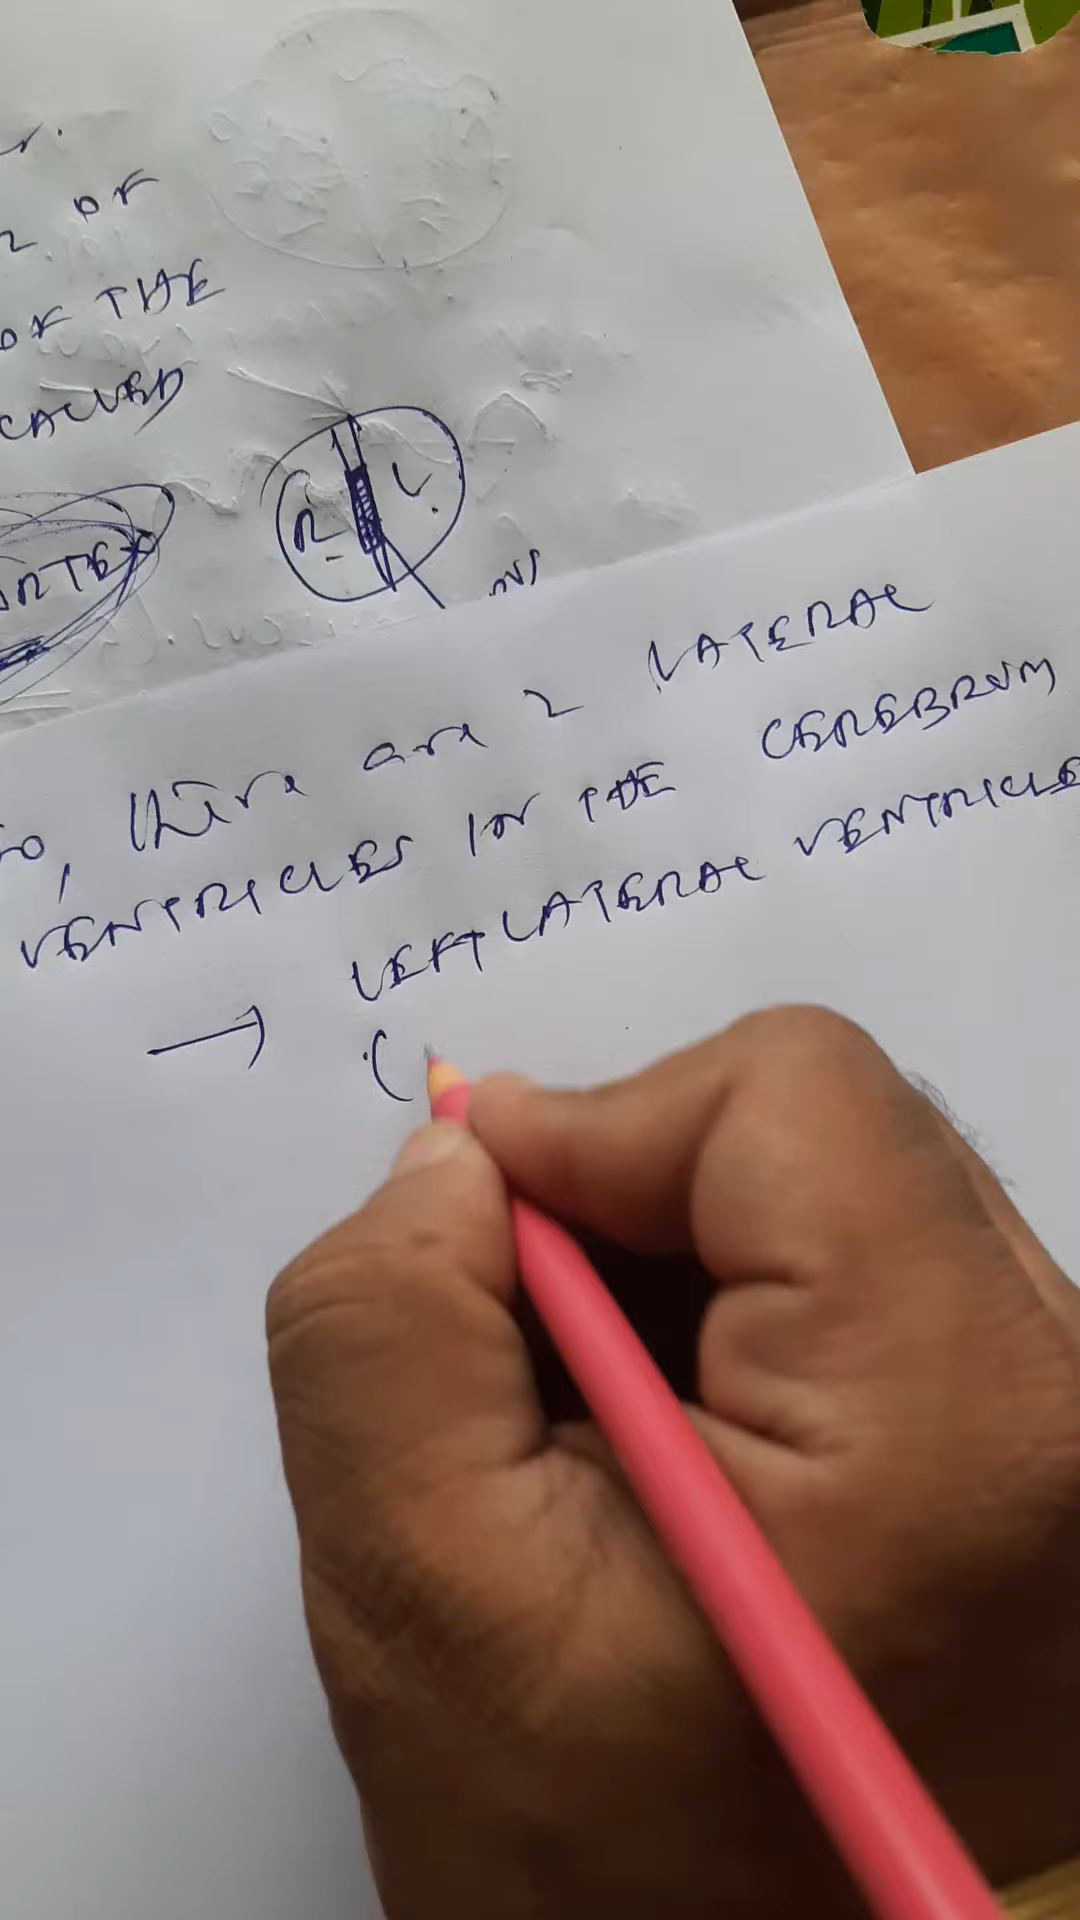 OF
OF THE
CALLED
R L
So, there are 2 LATERAL
VENTRICLES IN THE CEREBRUM
→ LEFT LATERAL VENTRICLE
(